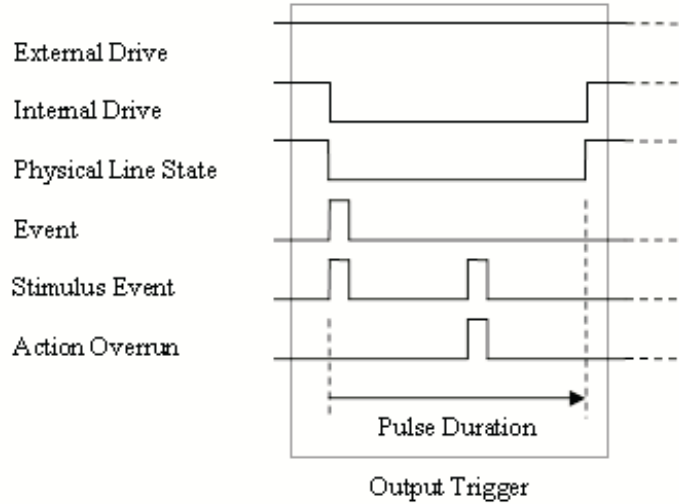 External Drive
Internal Drive
Physical Line State
Event
Stimulus Event
Action Overrun
Pulse Duration
Output Trigger